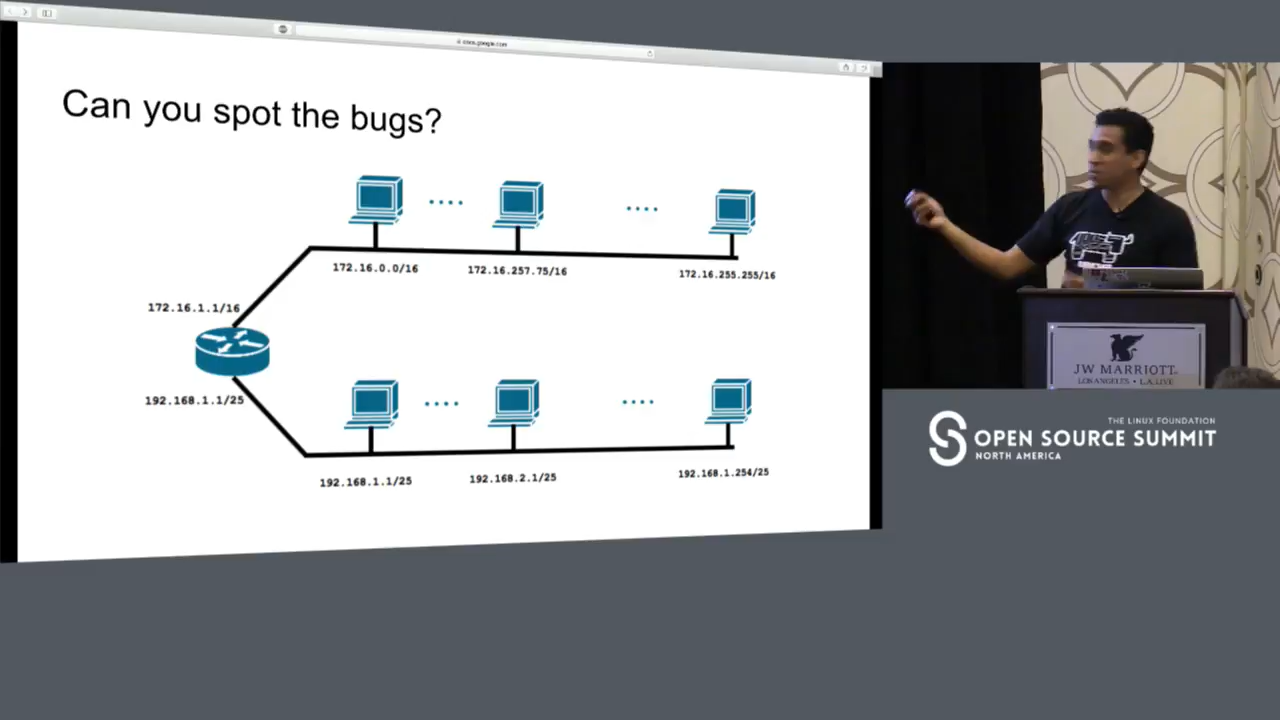 Can you spot the bugs?
172.16.0.0/16
172.16.257.75/16
172.16.255.255/16
172.16.1.1/16
192.168.1.1/25
192.168.1.1/25
192.168.2.1/25
192.168.1.254/25
JW MARRIOTT
LOS ANGELES • L.A. LIVE
THE LINUX FOUNDATION
OPEN SOURCE SUMMIT
NORTH AMERICA